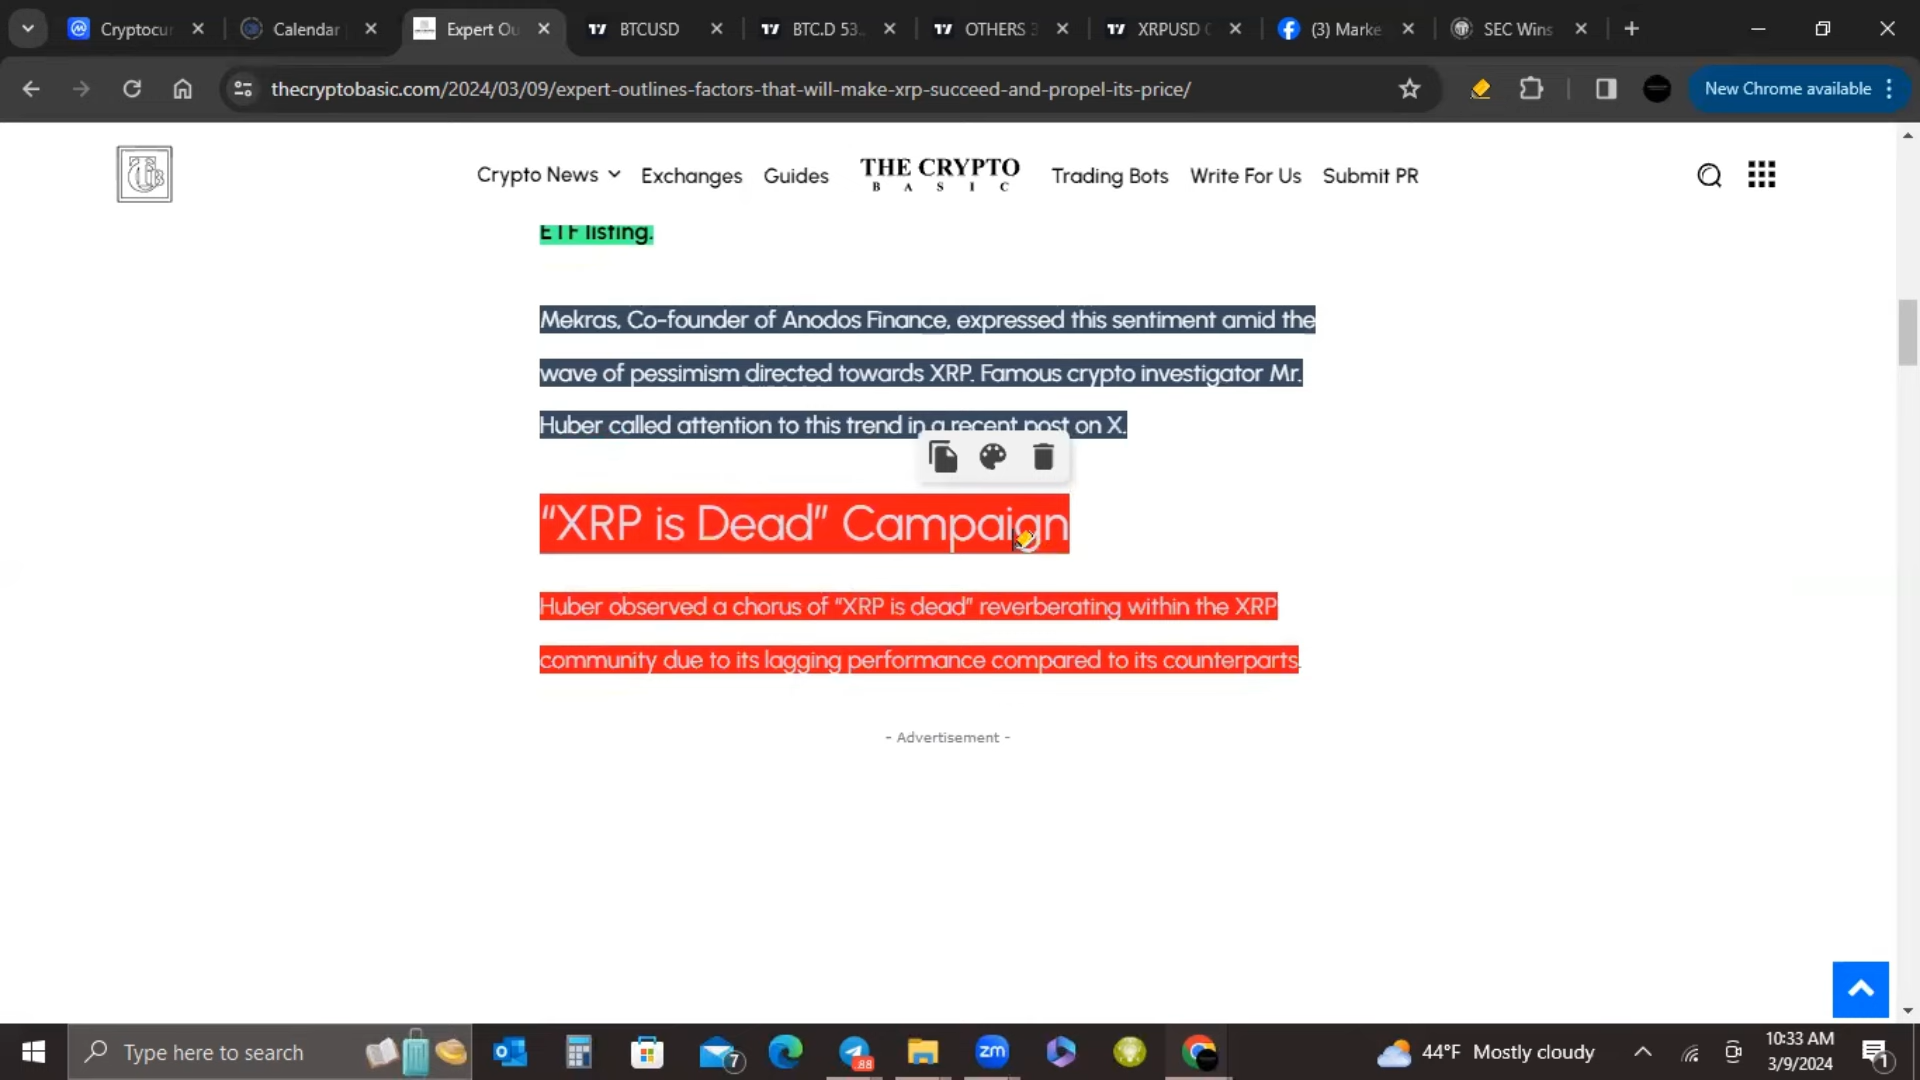 Cryptocur
Calendar
Expert Ou
BTCUSD
BTC.D 53.
OTHERS 3
XRPUSD
(3) Marke
SEC Wins
thecryptobasic.com/2024/03/09/expert-outlines-factors-that-will-make-xrp-succeed-and-propel-its-price/
New Chrome available
Crypto News
Exchanges
Guides
THE CRYPTO
BASIC
Trading Bots
Write For Us
Submit PR
ETF listing.
Mekras, Co-founder of Anodos Finance, expressed this sentiment amid the
wave of pessimism directed towards XRP. Famous crypto investigator Mr.
Huber called attention to this trend in a recent post on X.
“XRP is Dead” Campaign
Huber observed a chorus of “XRP is dead” reverberating within the XRP
community due to its lagging performance compared to its counterparts.
- Advertisement -
Type here to search
7
88
zm
44°F Mostly cloudy
10:33 AM
3/9/2024
1